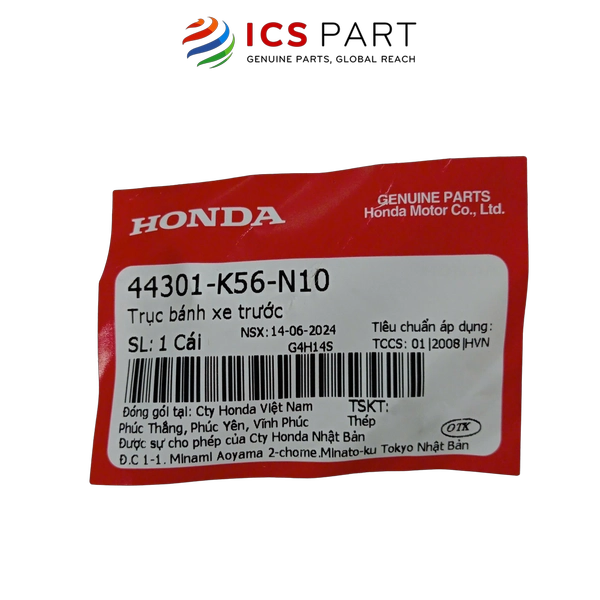 ICS PART
GENUINE PARTS, GLOBAL REACH
HONDA
GENUINE PARTS
Honda Motor Co., Ltd.
44301-K56-N10
Trục bánh xe trước
SL: 1 Cái
NSX: 14-06-2024
G4H14S
Tiêu chuẩn áp dụng:
TCCS: 01|2008|HVN
Đóng gói tại: Cty Honda Việt Nam
Phúc Thắng, Phúc Yên, Vĩnh Phúc
TSKT:
Thép
Được sự cho phép của Cty Honda Nhật Bản
Đ.C 1-1. Minami Aoyama 2-chome.Minato-ku Tokyo Nhật Bản
OTK